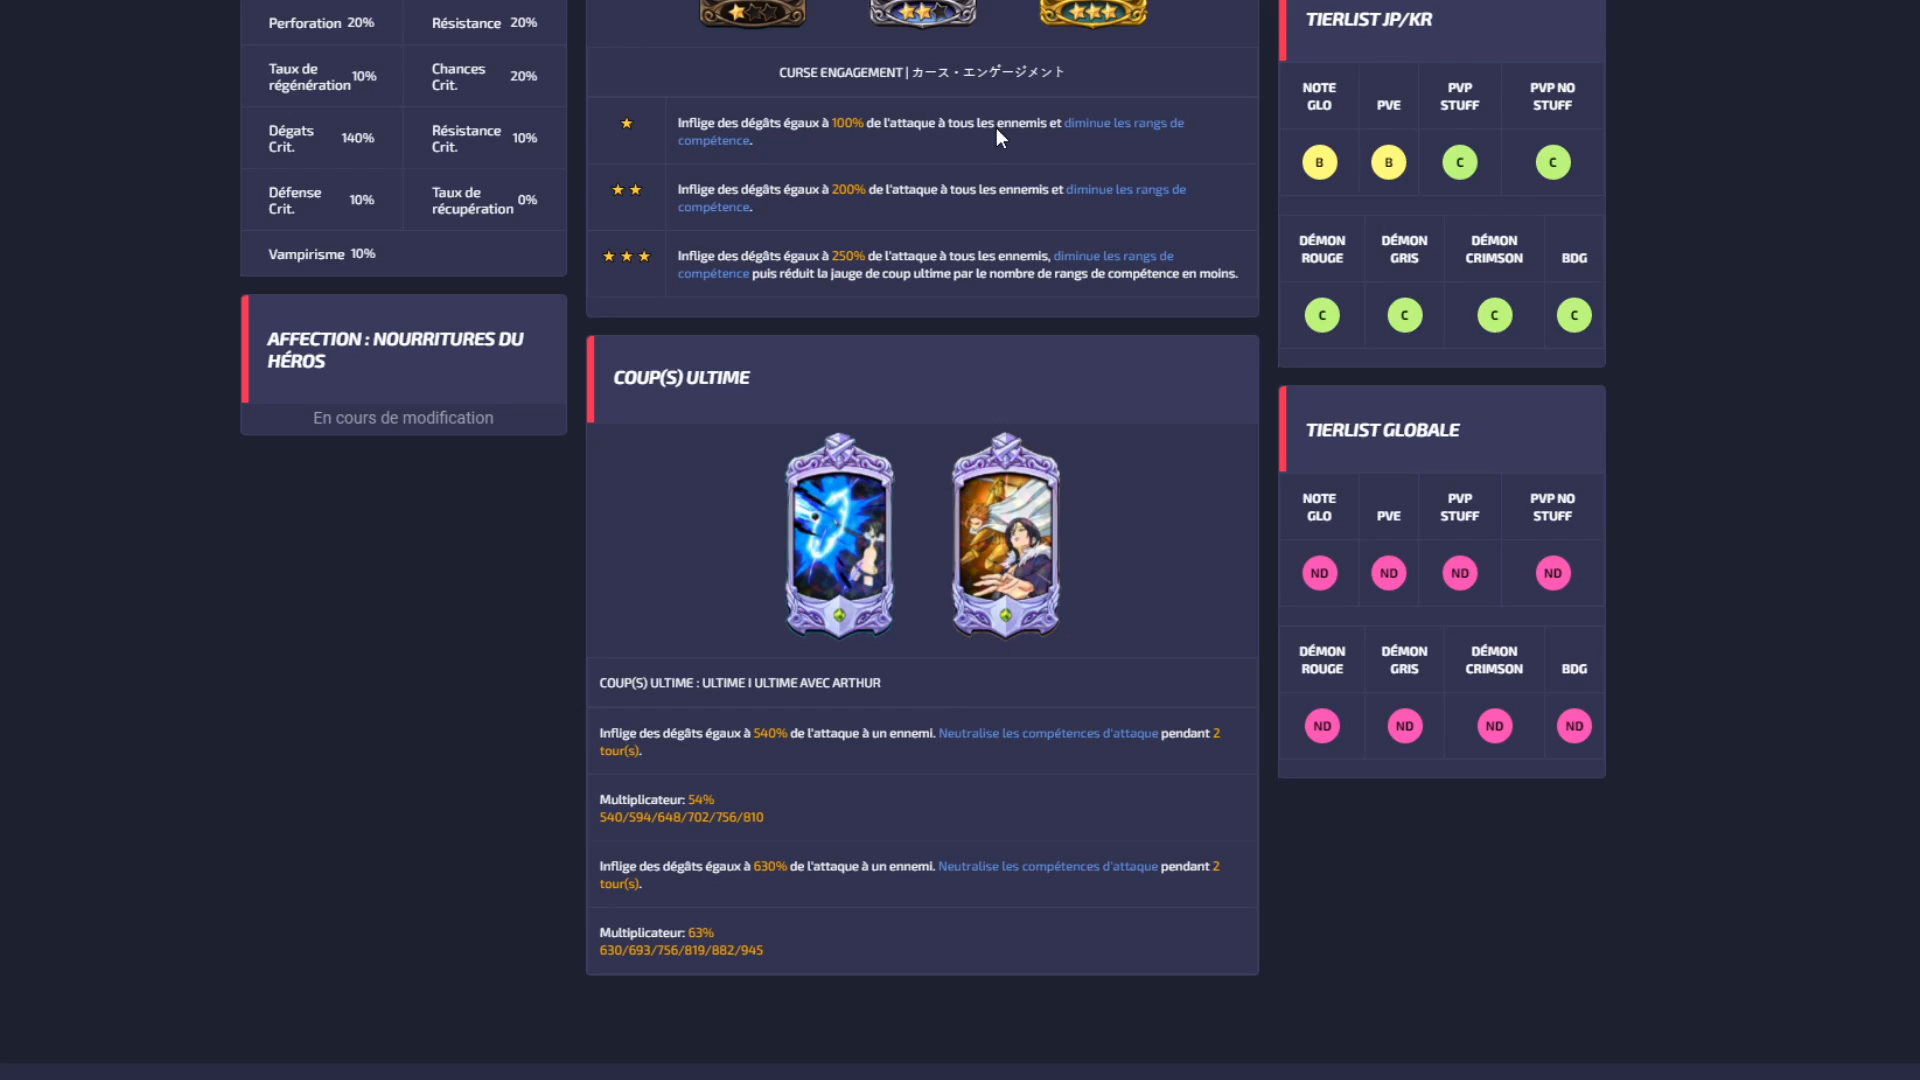 Perforation 20%
Résistance 20%
Taux de
régénération 10%
Chances
Crit. 20%
Dégats
Crit. 140%
Résistance
Crit. 10%
Défense
Crit. 10%
Taux de
récupération 0%
Vampirisme 10%
AFFECTION : NOURRITURES DU
HÉROS
En cours de modification
CURSE ENGAGEMENT | カース・エンゲージメント
Inflige des dégâts égaux à 100% de l'attaque à tous les ennemis et diminue les rangs de
compétence.
Inflige des dégâts égaux à 200% de l'attaque à tous les ennemis et diminue les rangs de
compétence.
Inflige des dégâts égaux à 250% de l'attaque à tous les ennemis, diminue les rangs de
compétence puis réduit la jauge de coup ultime par le nombre de rangs de compétence en moins.
COUP(S) ULTIME
COUP(S) ULTIME : ULTIME I ULTIME AVEC ARTHUR
Inflige des dégâts égaux à 540% de l'attaque à un ennemi. Neutralise les compétences d'attaque pendant 2
tour(s).
Multiplicateur: 54%
540/594/648/702/756/810
Inflige des dégâts égaux à 630% de l'attaque à un ennemi. Neutralise les compétences d'attaque pendant 2
tour(s).
Multiplicateur: 63%
630/693/756/819/882/945
TIERLIST JP/KR
NOTE
GLO
PVE
PVP
STUFF
PVP NO
STUFF
B B C C
DÉMON
ROUGE
DÉMON
GRIS
DÉMON
CRIMSON
BDG
C C C C
TIERLIST GLOBALE
NOTE
GLO
PVE
PVP
STUFF
PVP NO
STUFF
ND ND ND ND
DÉMON
ROUGE
DÉMON
GRIS
DÉMON
CRIMSON
BDG
ND ND ND ND